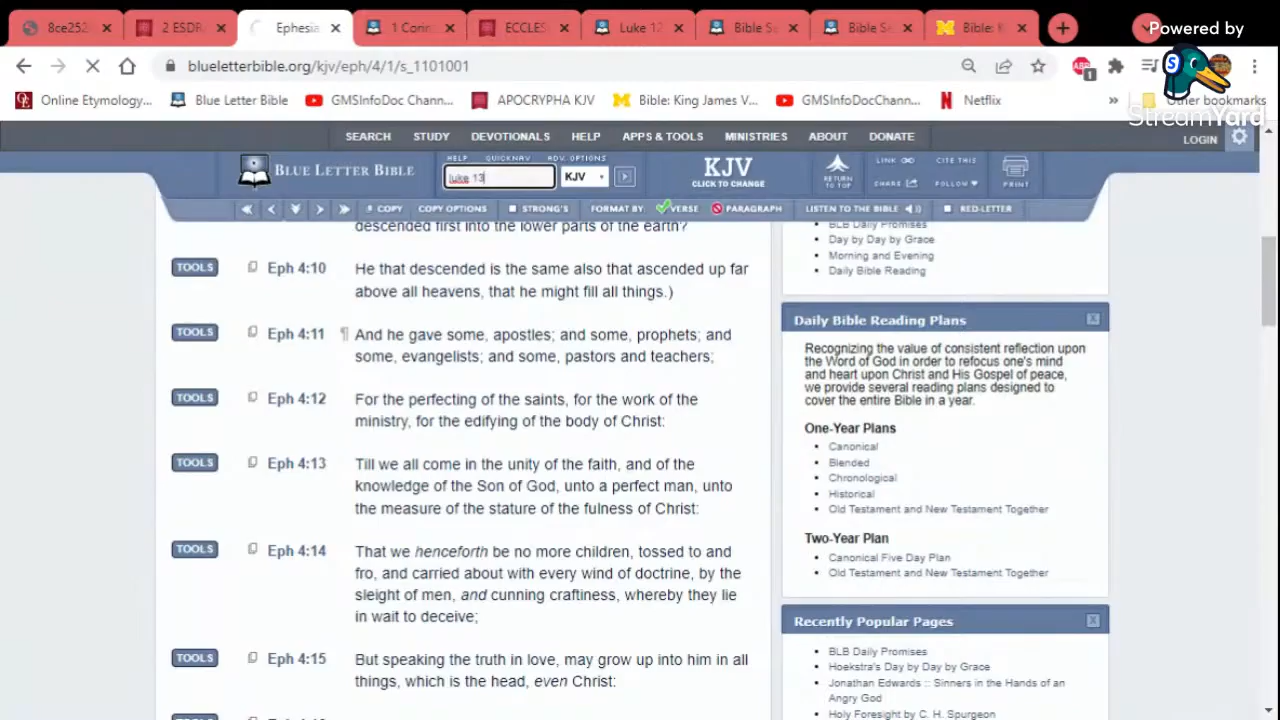 8ce252
2 ESDR
Ephesia
1 Corin
ECCLES
Luke 12
Bible Se
Bible Se
Bible: K
Powered by
StreamYard
blueletterbible.org/kjv/eph/4/1/s_1101001
Online Etymology...
Blue Letter Bible
GMSInfoDoc Chann...
APOCRYPHA KJV
Bible: King James V...
GMSInfoDocChann...
Netflix
Other bookmarks
SEARCH STUDY DEVOTIONALS HELP APPS & TOOLS MINISTRIES ABOUT DONATE
LOGIN
BLUE LETTER BIBLE
HELP QUICKNAV ADV. OPTIONS
luke 13
KJV
KJV
CLICK TO CHANGE
RETURN
TO TOP
LINK
CITE THIS
SHARE
FOLLOW
PRINT
COPY COPY OPTIONS STRONG'S FORMAT BY VERSE PARAGRAPH LISTEN TO THE BIBLE RED-LETTER
descended first into the lower parts of the earth?
TOOLS Eph 4:10 He that descended is the same also that ascended up far
above all heavens, that he might fill all things.)
TOOLS Eph 4:11 ¶ And he gave some, apostles; and some, prophets; and
some, evangelists; and some, pastors and teachers;
TOOLS Eph 4:12 For the perfecting of the saints, for the work of the
ministry, for the edifying of the body of Christ:
TOOLS Eph 4:13 Till we all come in the unity of the faith, and of the
knowledge of the Son of God, unto a perfect man, unto
the measure of the stature of the fulness of Christ:
TOOLS Eph 4:14 That we henceforth be no more children, tossed to and
fro, and carried about with every wind of doctrine, by the
sleight of men, and cunning craftiness, whereby they lie
in wait to deceive;
TOOLS Eph 4:15 But speaking the truth in love, may grow up into him in all
things, which is the head, even Christ:
BLB Daily Promises
Day by Day by Grace
Morning and Evening
Daily Bible Reading
Daily Bible Reading Plans
Recognizing the value of consistent reflection upon
the Word of God in order to refocus one's mind
and heart upon Christ and His Gospel of peace,
we provide several reading plans designed to
cover the entire Bible in a year.
One-Year Plans
Canonical
Blended
Chronological
Historical
Old Testament and New Testament Together
Two-Year Plan
Canonical Five Day Plan
Old Testament and New Testament Together
Recently Popular Pages
BLB Daily Promises
Hoekstra's Day by Day by Grace
Jonathan Edwards :: Sinners in the Hands of an
Angry God
Holy Foresight by C. H. Spurgeon